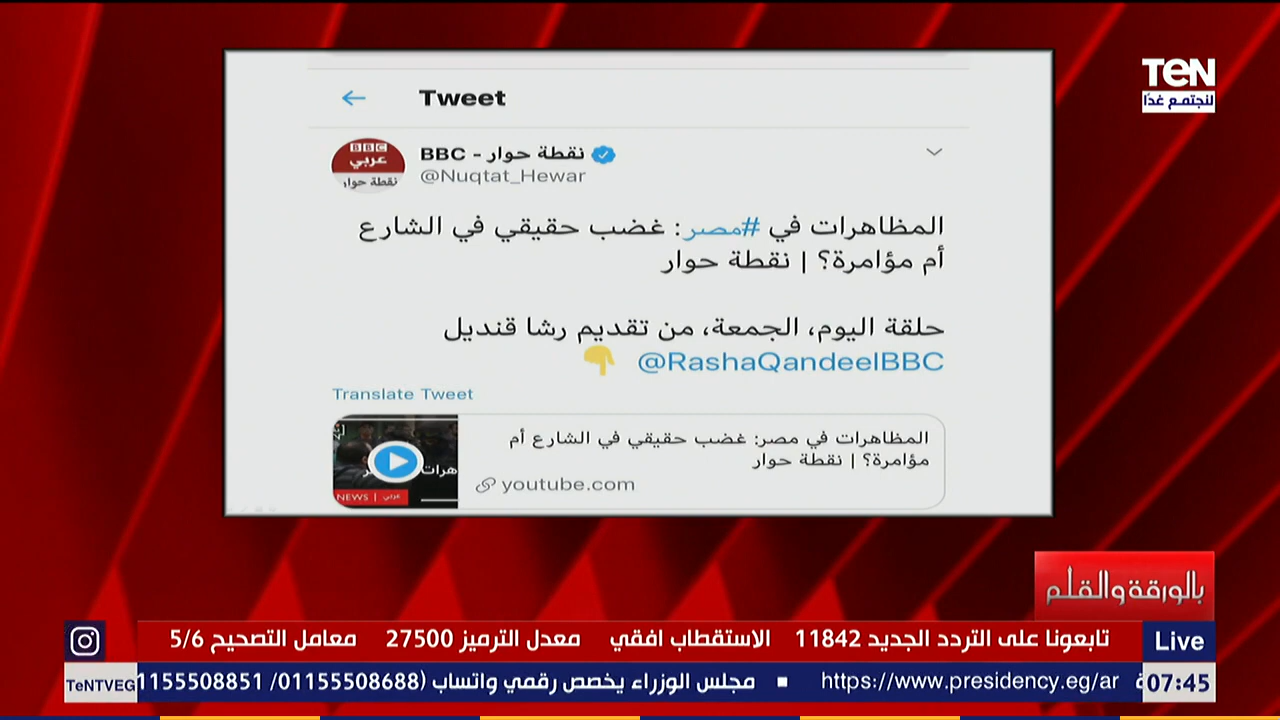 TEN
لنجتمع غدًا
Tweet
BBC - نقطة حوار
@Nuqtat_Hewar
BBC
عربي
نقطة حوار
المظاهرات في #مصر: غضب حقيقي في الشارع
أم مؤامرة؟ | نقطة حوار
حلقة اليوم، الجمعة، من تقديم رشا قنديل
@RashaQandeelBBC
Translate Tweet
المظاهرات في مصر: غضب حقيقي في الشارع أم
مؤامرة؟ | نقطة حوار
youtube.com
NEWS | عربي
بالورقة والقلم
Live
تابعونا على التردد الجديد 11842 الاستقطاب افقي معدل الترميز 27500 معامل التصحيح 5/6
07:45
https://www.presidency.eg/ar ■ مجلس الوزراء يخصص رقمي واتساب (01155508688 /1155508851
TeNTVEG